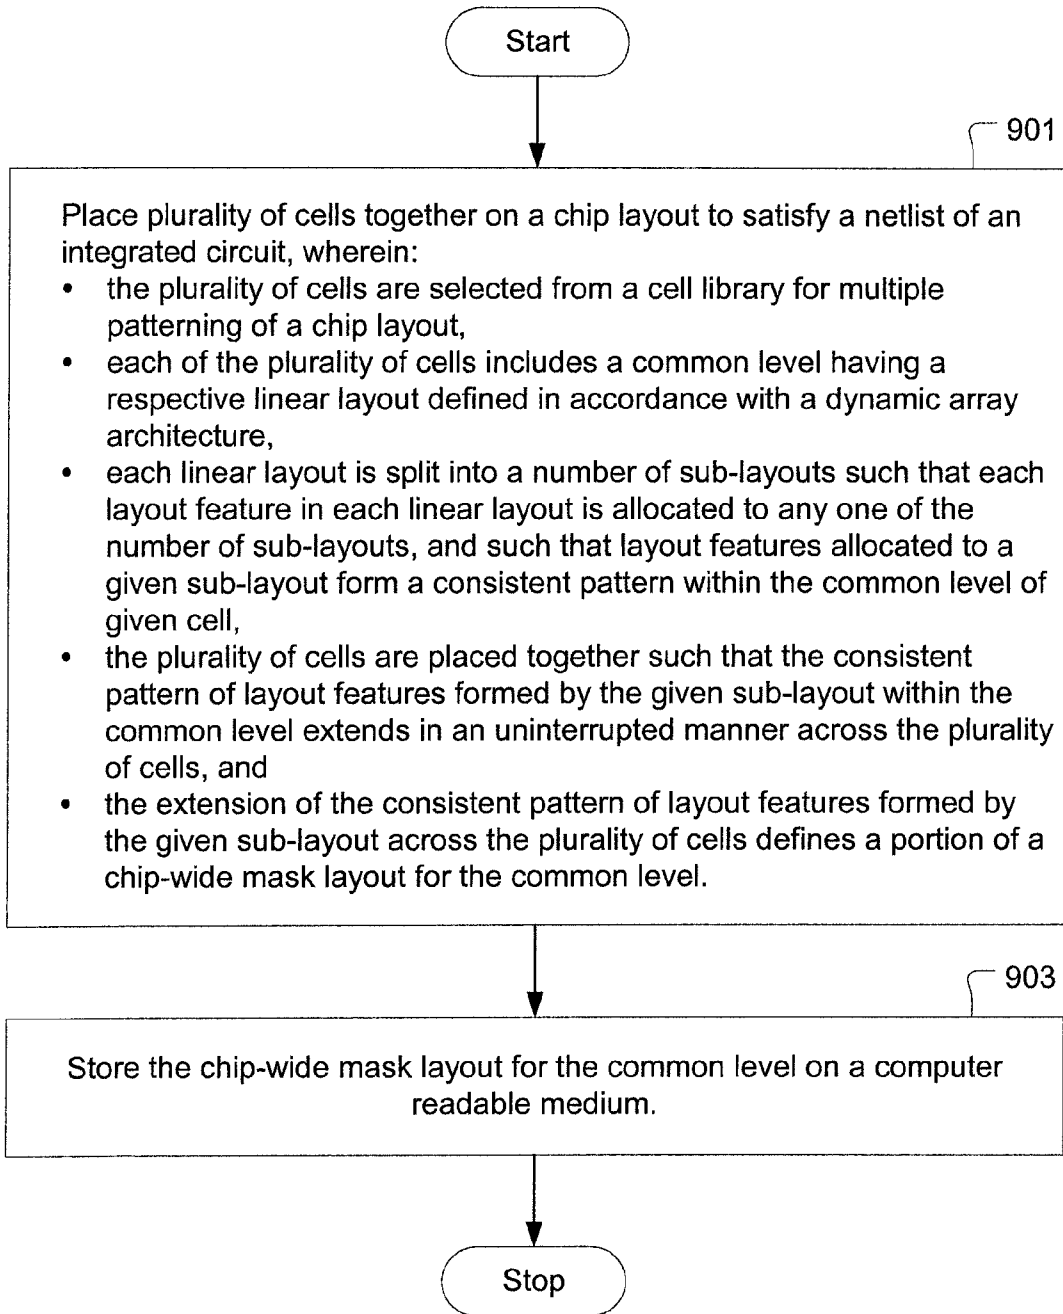 Start
901
Place plurality of cells together on a chip layout to satisfy a netlist of an
integrated circuit, wherein:
• the plurality of cells are selected from a cell library for multiple
patterning of a chip layout,
• each of the plurality of cells includes a common level having a
respective linear layout defined in accordance with a dynamic array
architecture,
• each linear layout is split into a number of sub-layouts such that each
layout feature in each linear layout is allocated to any one of the
number of sub-layouts, and such that layout features allocated to a
given sub-layout form a consistent pattern within the common level of
given cell,
• the plurality of cells are placed together such that the consistent
pattern of layout features formed by the given sub-layout within the
common level extends in an uninterrupted manner across the plurality
of cells, and
• the extension of the consistent pattern of layout features formed by
the given sub-layout across the plurality of cells defines a portion of a
chip-wide mask layout for the common level.
903
Store the chip-wide mask layout for the common level on a computer
readable medium.
Stop